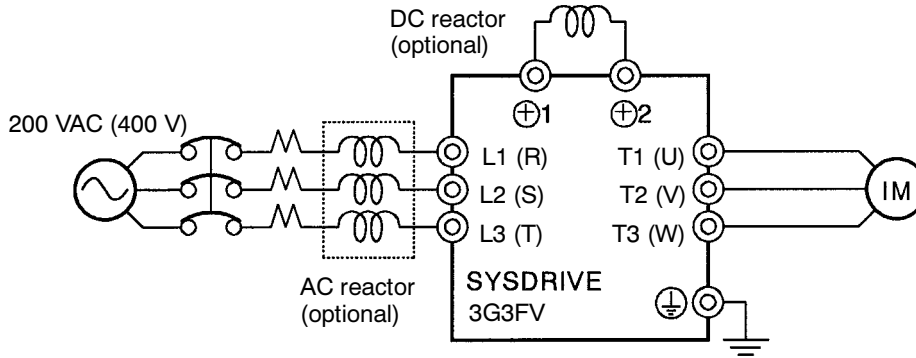 DC reactor
(optional)
200 VAC (400 V)
⊕1
⊕2
L1 (R)
T1 (U)
L2 (S)
T2 (V)
IM
L3 (T)
T3 (W)
AC reactor
(optional)
SYSDRIVE
3G3FV